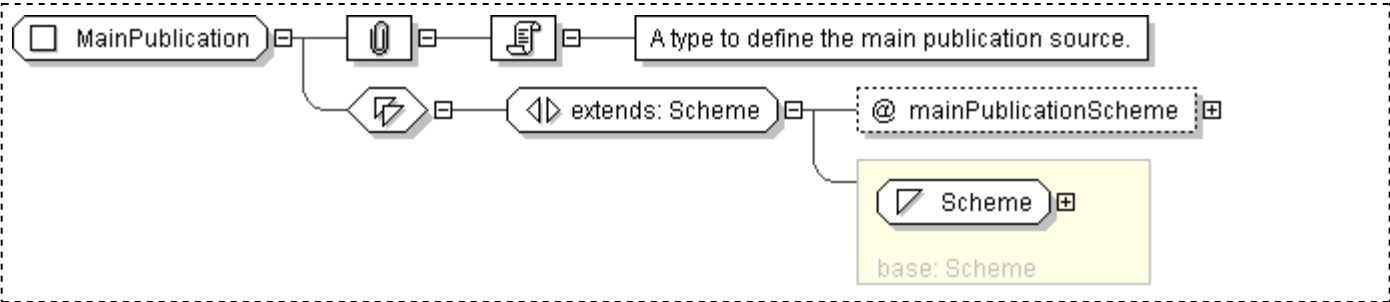 MainPublication
A type to define the main publication source.
extends: Scheme
@ mainPublicationScheme
Scheme
base: Scheme